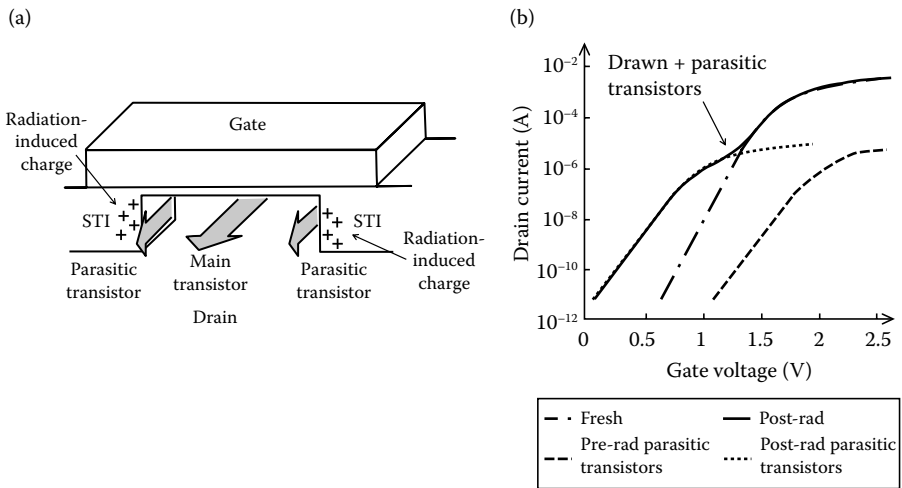 (a)
Radiation-
induced
charge
Gate
STI
STI
Radiation-
induced
charge
Parasitic
transistor
Main
transistor
Parasitic
transistor
Drain
(b)
Drawn + parasitic
transistors
Drain current (A)
10⁻²
10⁻⁴
10⁻⁶
10⁻⁸
10⁻¹⁰
10⁻¹²
0 0.5 1 1.5 2 2.5
Gate voltage (V)
Fresh
Post-rad
Pre-rad parasitic
transistors
Post-rad parasitic
transistors